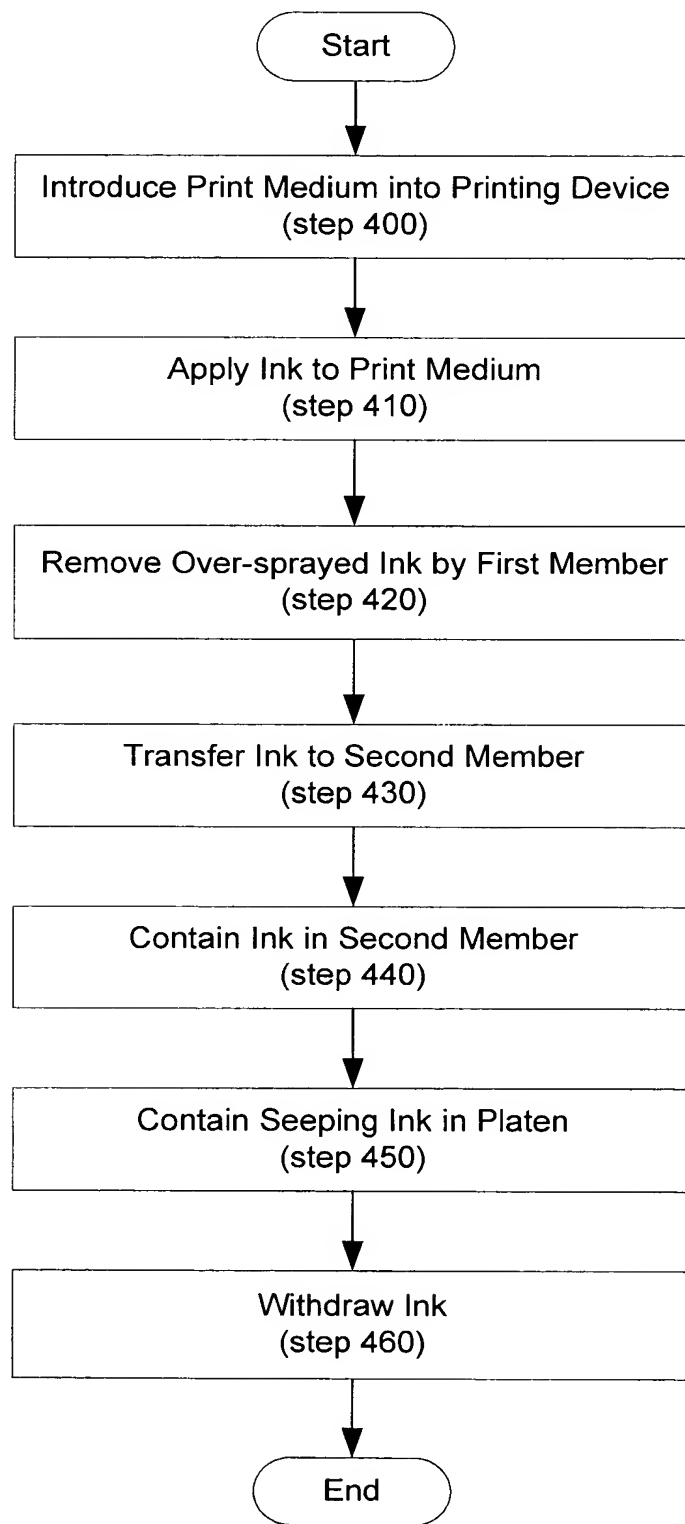 Start
Introduce Print Medium into Printing Device
(step 400)
Apply Ink to Print Medium
(step 410)
Remove Over-sprayed Ink by First Member
(step 420)
Transfer Ink to Second Member
(step 430)
Contain Ink in Second Member
(step 440)
Contain Seeping Ink in Platen
(step 450)
Withdraw Ink
(step 460)
End